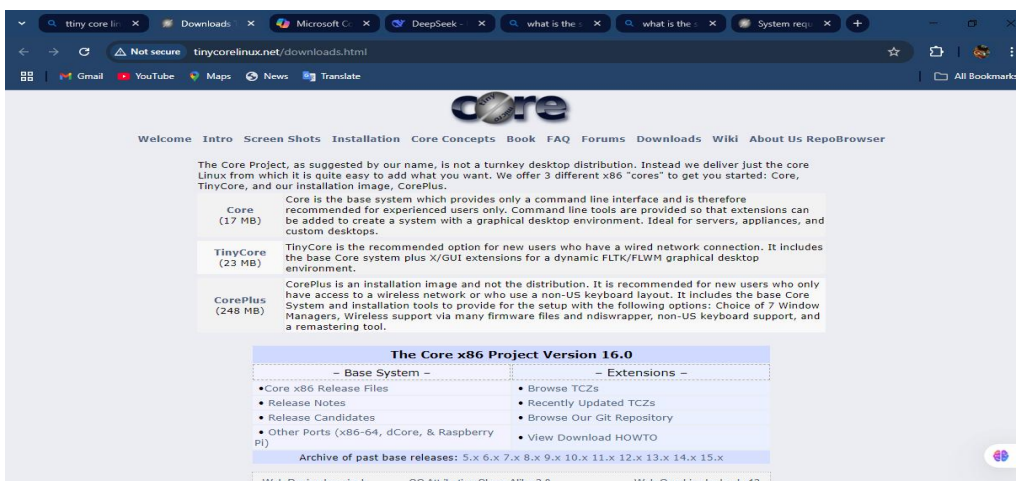 ttiny core lin
Downloads
Microsoft Co
DeepSeek -
what is the s
what is the s
System requ
Not secure tinycorelinux.net/downloads.html
Gmail YouTube Maps News Translate All Bookmarks
core
Welcome Intro Screen Shots Installation Core Concepts Book FAQ Forums Downloads Wiki About Us RepoBrowser
The Core Project, as suggested by our name, is not a turnkey desktop distribution. Instead we deliver just the core
Linux from which it is quite easy to add what you want. We offer 3 different x86 "cores" to get you started: Core,
TinyCore, and our installation image, CorePlus.
Core
(17 MB)
Core is the base system which provides only a command line interface and is therefore
recommended for experienced users only. Command line tools are provided so that extensions can
be added to create a system with a graphical desktop environment. Ideal for servers, appliances, and
custom desktops.
TinyCore
(23 MB)
TinyCore is the recommended option for new users who have a wired network connection. It includes
the base Core system plus X/GUI extensions for a dynamic FLTK/FLWM graphical desktop
environment.
CorePlus
(248 MB)
CorePlus is an installation image and not the distribution. It is recommended for new users who only
have access to a wireless network or who use a non-US keyboard layout. It includes the base Core
System and installation tools to provide for the setup with the following options: Choice of 7 Window
Managers, Wireless support via many firmware files and ndiswrapper, non-US keyboard support, and
a remastering tool.
The Core x86 Project Version 16.0
– Base System –
– Extensions –
•Core x86 Release Files
• Browse TCZs
• Release Notes
• Recently Updated TCZs
• Release Candidates
• Browse Our Git Repository
• Other Ports (x86-64, dCore, & Raspberry
Pi)
• View Download HOWTO
Archive of past base releases: 5.x 6.x 7.x 8.x 9.x 10.x 11.x 12.x 13.x 14.x 15.x